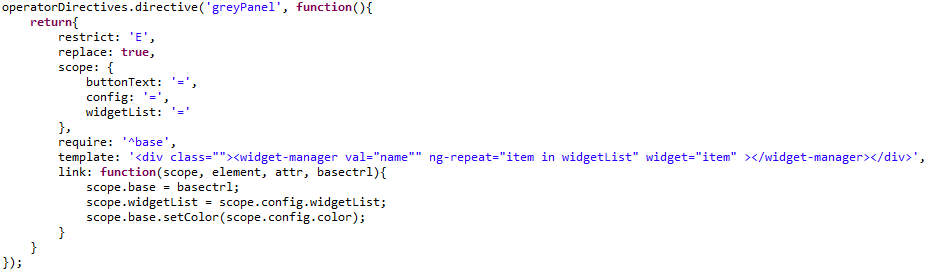 operatorDirectives.directive('greyPanel', function(){
    return{
        restrict: 'E',
        replace: true,
        scope: {
            buttonText: '=',
            config: '=',
            widgetList: '='
        },
        require: '^base',
        template: '<div class=""><widget-manager val="name"" ng-repeat="item in widgetList" widget="item" ></widget-manager></div>',
        link: function(scope, element, attr, basectrl){
            scope.base = basectrl;
            scope.widgetList = scope.config.widgetList;
            scope.base.setColor(scope.config.color);
        }
    }
});